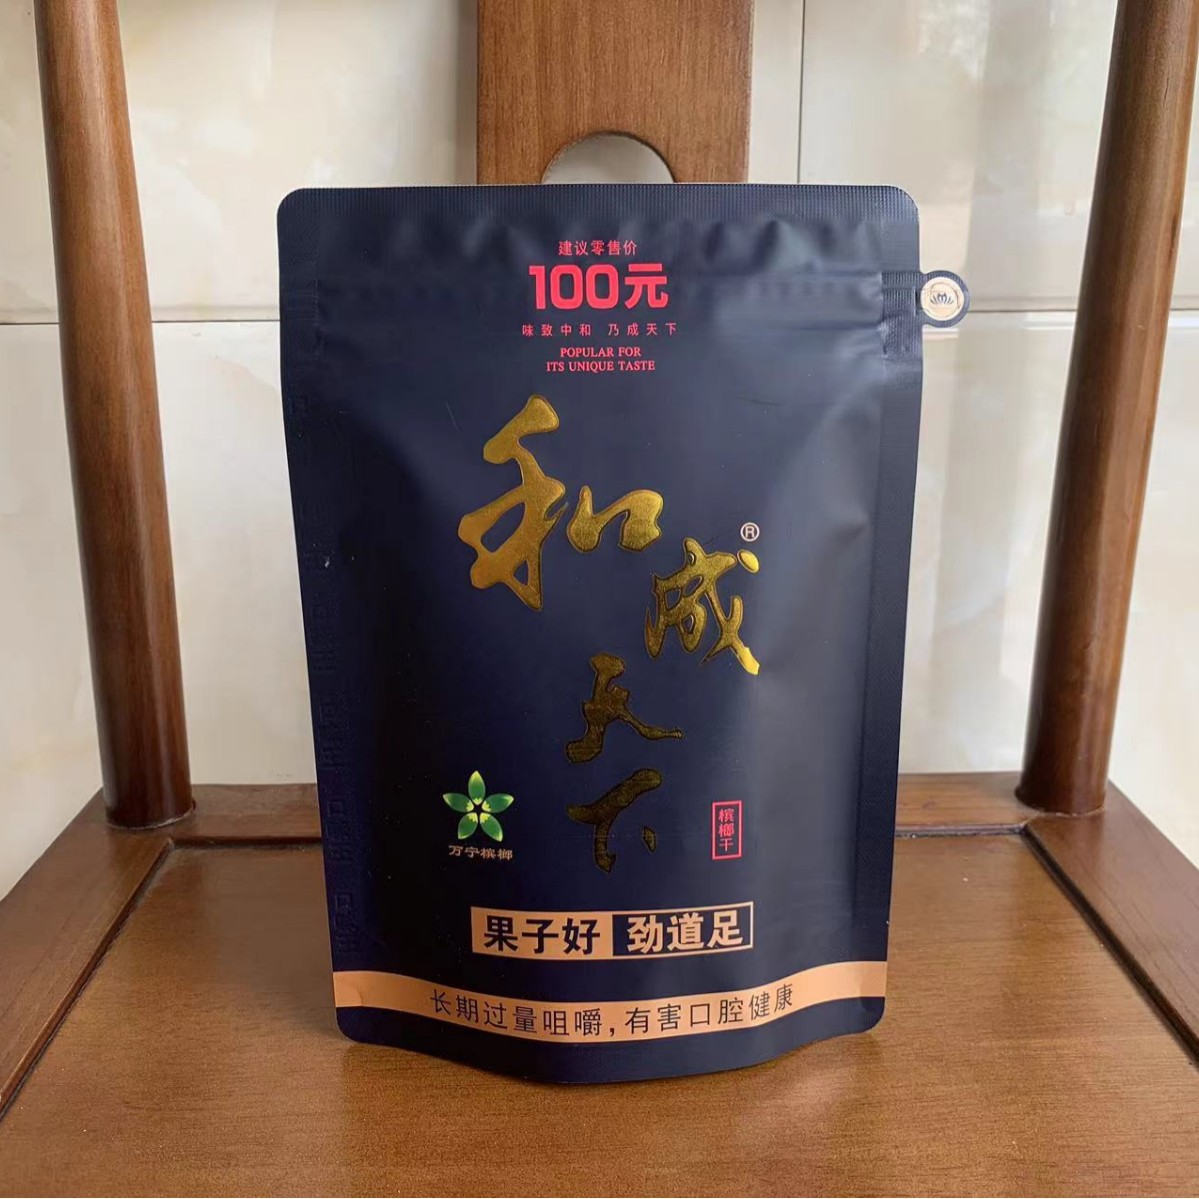 建议零售价
100元
味致中和 乃成天下
POPULAR FOR
ITS UNIQUE TASTE
和成天下®
万宁槟榔
槟榔干
果子好 劲道足
长期过量咀嚼,有害口腔健康